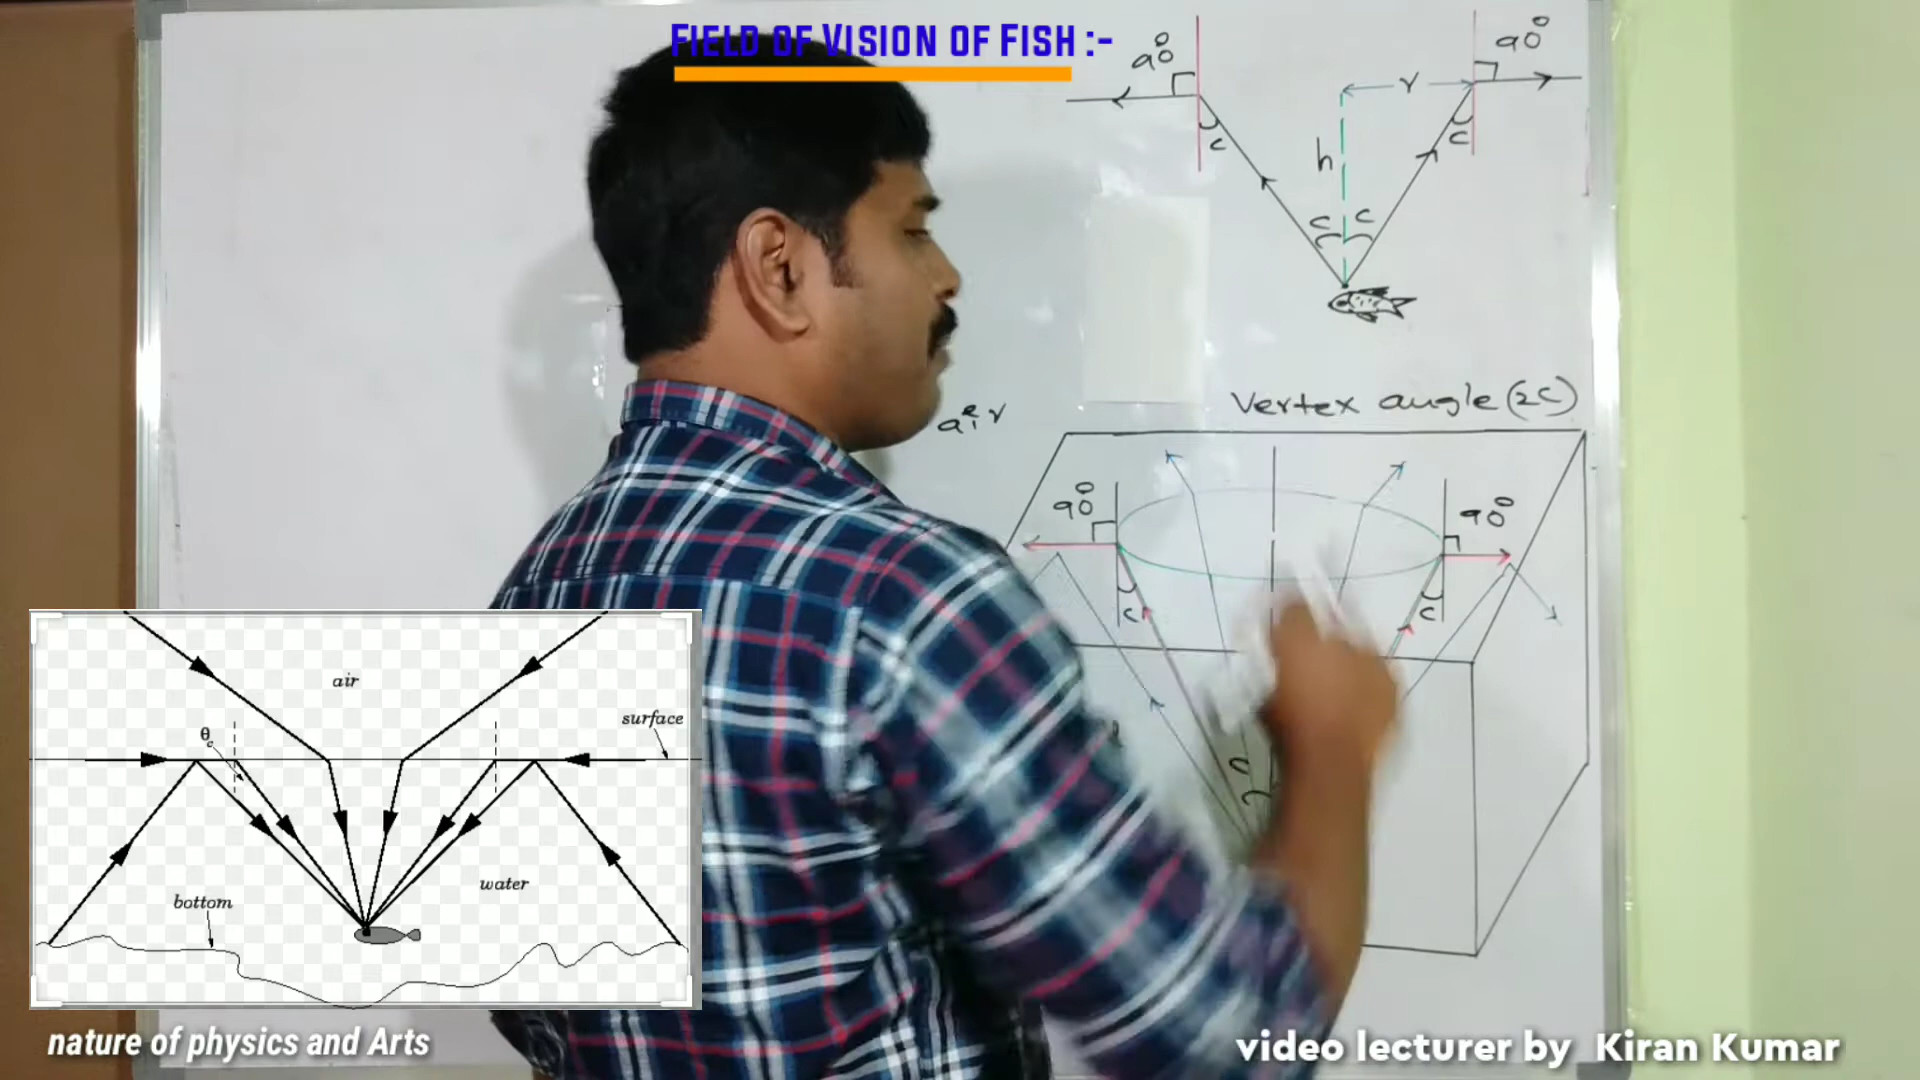 Field of Vision of Fish :-
90°
90°
r
c
c
h
c
c
Vertex angle (2C)
air
90°
90°
c
c
air
surface
θc
water
bottom
nature of physics and Arts
video lecturer by Kiran Kumar